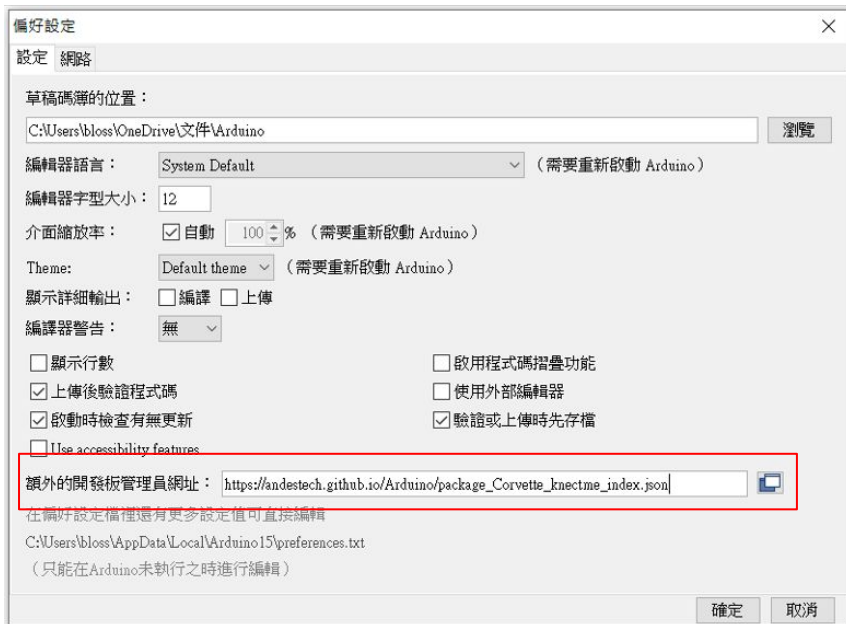 偏好設定
設定 網路
草稿碼簿的位置：
C:\Users\bloss\OneDrive\文件\Arduino 瀏覽
編輯器語言： System Default （需要重新啟動 Arduino）
編輯器字型大小： 12
介面縮放率： 自動 100 % （需要重新啟動 Arduino）
Theme: Default theme （需要重新啟動 Arduino）
顯示詳細輸出： 編譯 上傳
編譯器警告： 無
顯示行數 啟用程式碼摺疊功能
上傳後驗證程式碼 使用外部編輯器
啟動時檢查有無更新 驗證或上傳時先存檔
Use accessibility features
額外的開發板管理員網址： https://andestech.github.io/Arduino/package_Corvette_knectme_index.json
在偏好設定檔裡還有更多設定值可直接編輯
C:\Users\bloss\AppData\Local\Arduino15\preferences.txt
（只能在Arduino未執行之時進行編輯）
確定 取消